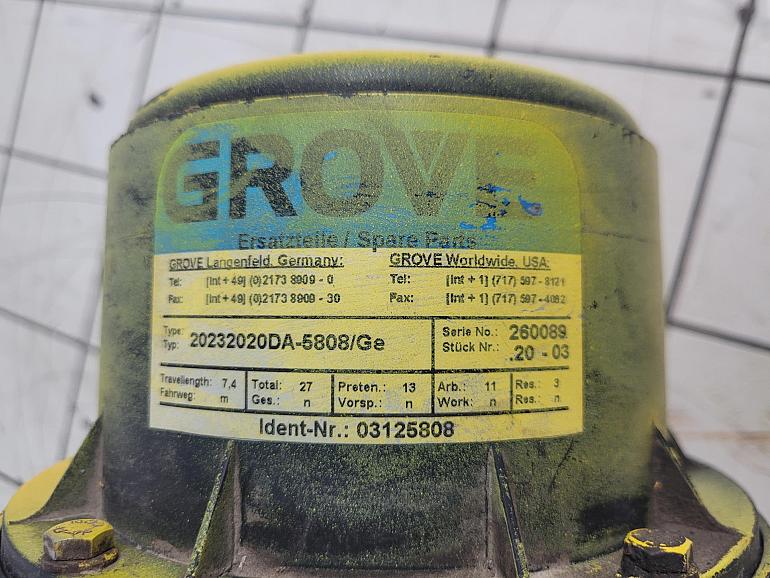 GROVE
Ersatzteile / Spare Parts
GROVE Langenfeld, Germany: GROVE Worldwide, USA:
Tel: [Int + 49] (0)2173 8909 - 0 Tel: [Int + 1] (717) 597 - 8121
Fax: [Int + 49] (0)2173 8909 - 30 Fax: [Int + 1] (717) 597 - 4062
Type: Serie No.: 260089
Typ: 20232020DA-5808/Ge Stück Nr.: .20 - 03
Travellength: 7,4 Total: 27 Preten.: 13 Arb.: 11 Res.: 3
Fahrweg: m Ges.: n Vorsp.: n Work.: n Res.: n
Ident-Nr.: 03125808